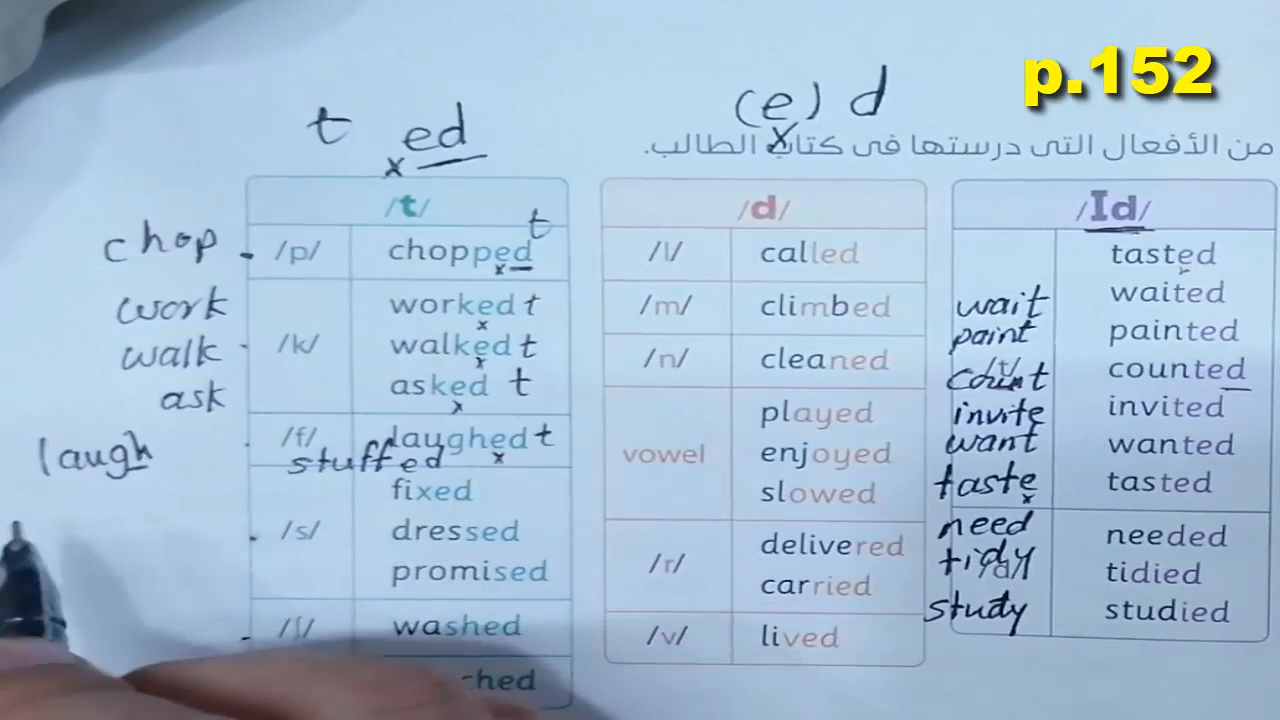 p.152
t ed
(e) d
من الأفعال التى درستها فى كتاب الطالب.
/t/
t
chop /p/ chopped
work worked t
walk /k/ walked t
ask asked t
laugh /f/ laughed t
stuffed
fixed
/s/ dressed
promised
/ʃ/ washed
ched
/d/
/l/ called
/m/ climbed
/n/ cleaned
played
vowel enjoyed
slowed
/r/ delivered
carried
/v/ lived
/Id/
tasted
wait waited
paint painted
count /t/ counted
invite invited
want wanted
taste tasted
need needed
tidy /d/ tidied
study studied